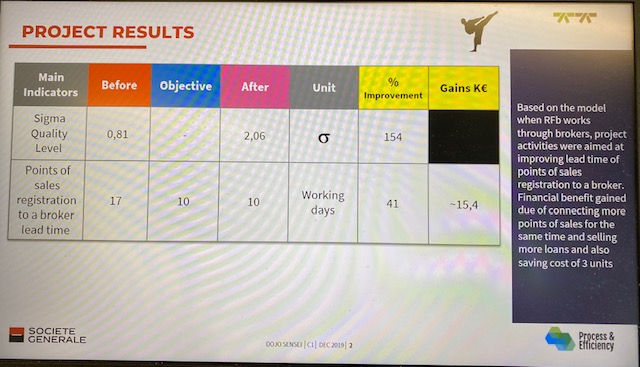 PROJECT RESULTS
Main
Indicators
Before
Objective
After
Unit
%
Improvement
Gains K€
Sigma
Quality
Level
0,81
-
2,06
σ
154
Points of
sales
registration
to a broker
lead time
17
10
10
Working
days
41
~15,4
Based on the model
when RFb works
through brokers, project
activities were aimed at
improving lead time of
points of sales
registration to a broker.
Financial benefit gained
due of connecting more
points of sales for the
same time and selling
more loans and also
saving cost of 3 units
SOCIETE
GENERALE
DOJO SENSEI | C1 | DEC 2019 | 2
Process &
Efficiency